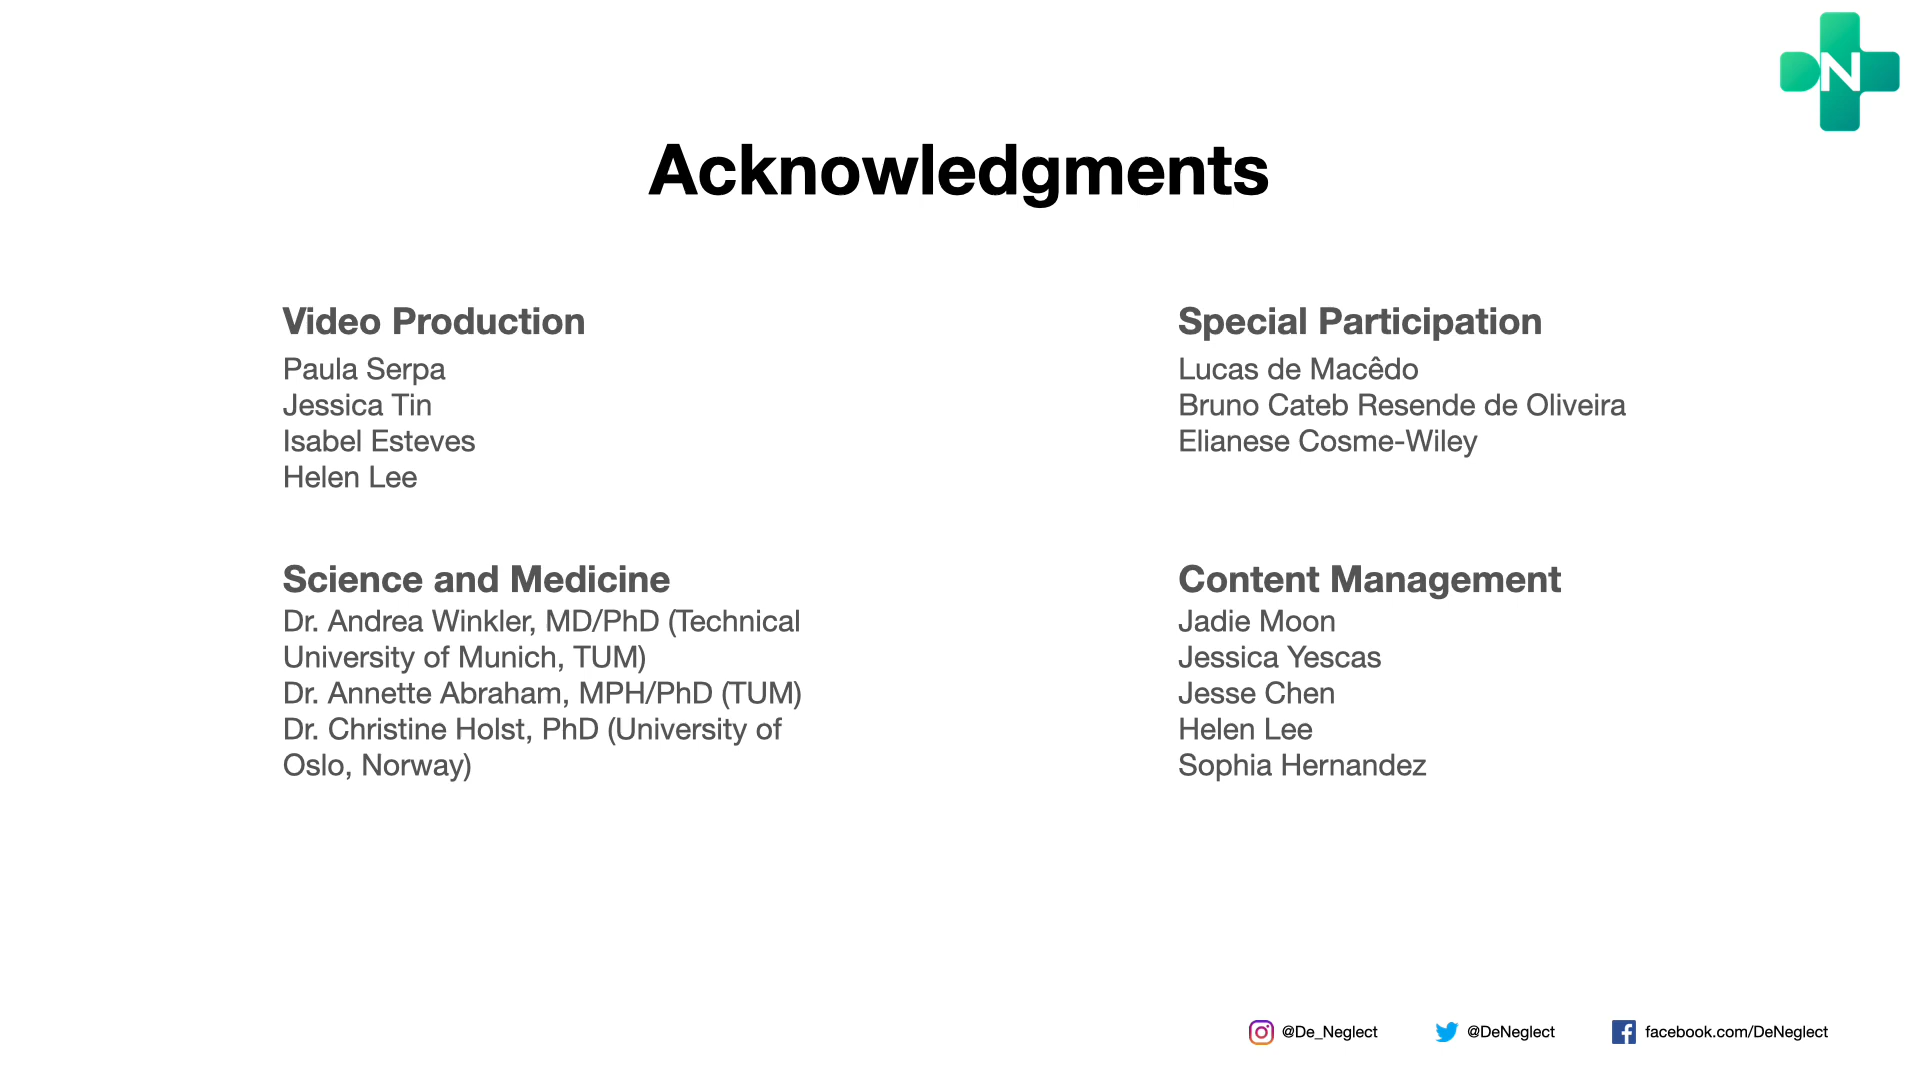 DN
Acknowledgments
Video Production
Paula Serpa
Jessica Tin
Isabel Esteves
Helen Lee
Special Participation
Lucas de Macêdo
Bruno Cateb Resende de Oliveira
Elianese Cosme-Wiley
Science and Medicine
Dr. Andrea Winkler, MD/PhD (Technical
University of Munich, TUM)
Dr. Annette Abraham, MPH/PhD (TUM)
Dr. Christine Holst, PhD (University of
Oslo, Norway)
Content Management
Jadie Moon
Jessica Yescas
Jesse Chen
Helen Lee
Sophia Hernandez
@De_Neglect
@DeNeglect
facebook.com/DeNeglect